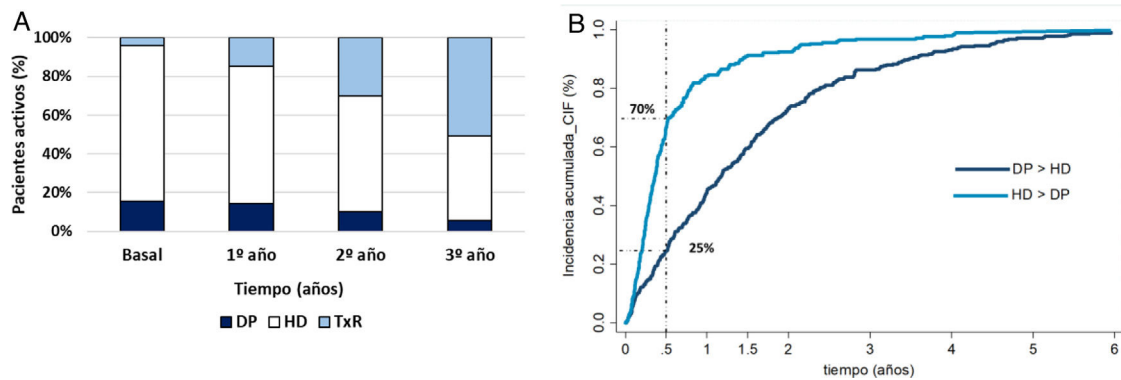 A
Pacientes activos (%)
100%
80%
60%
40%
20%
0%
Basal
1º año
2º año
3º año
Tiempo (años)
DP
HD
TxR
B
Incidencia acumulada_CIF (%)
1.0
0.8
0.6
0.4
0.2
0.0
70%
25%
DP > HD
HD > DP
0
.5
1
1.5
2
3
4
5
6
tiempo (años)